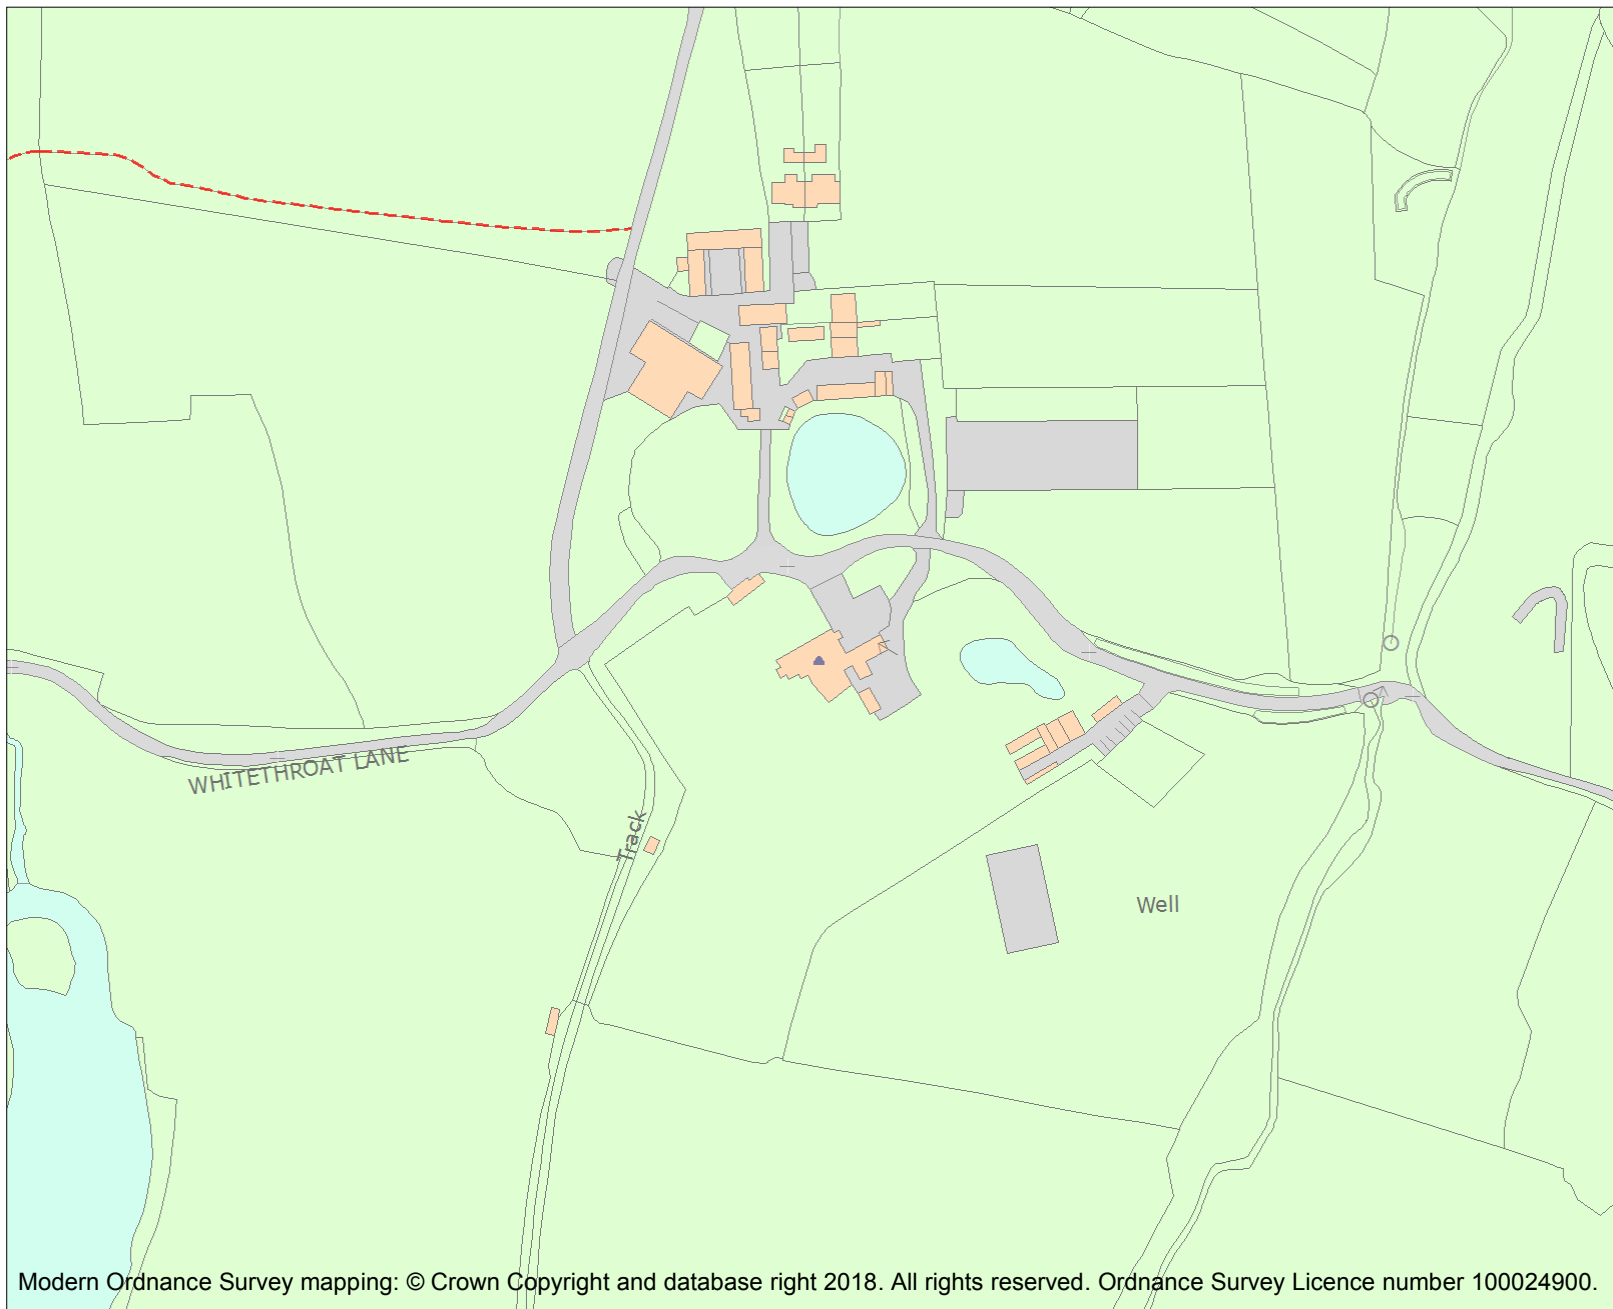 WHITETHROAT LANE
Track
Well
Modern Ordnance Survey mapping: © Crown Copyright and database right 2018. All rights reserved. Ordnance Survey Licence number 100024900.